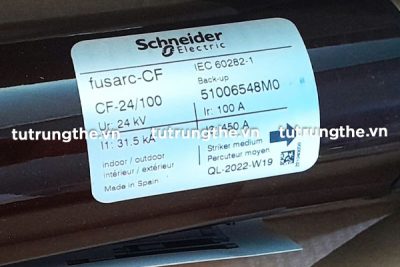 Schneider
Electric
fusarc-CF
IEC 60282-1
Back-up
CF-24/100
51006548M0
Ur: 24 kV
Ir: 100 A
tutrungthe.vn tutrungthe.vn tutrungthe.vn
I1: 31.5 kA
450 A
indoor / outdoor
Intérieur / extérieur
Made in Spain
Striker medium
Percuteur moyen
QL-2022-W19